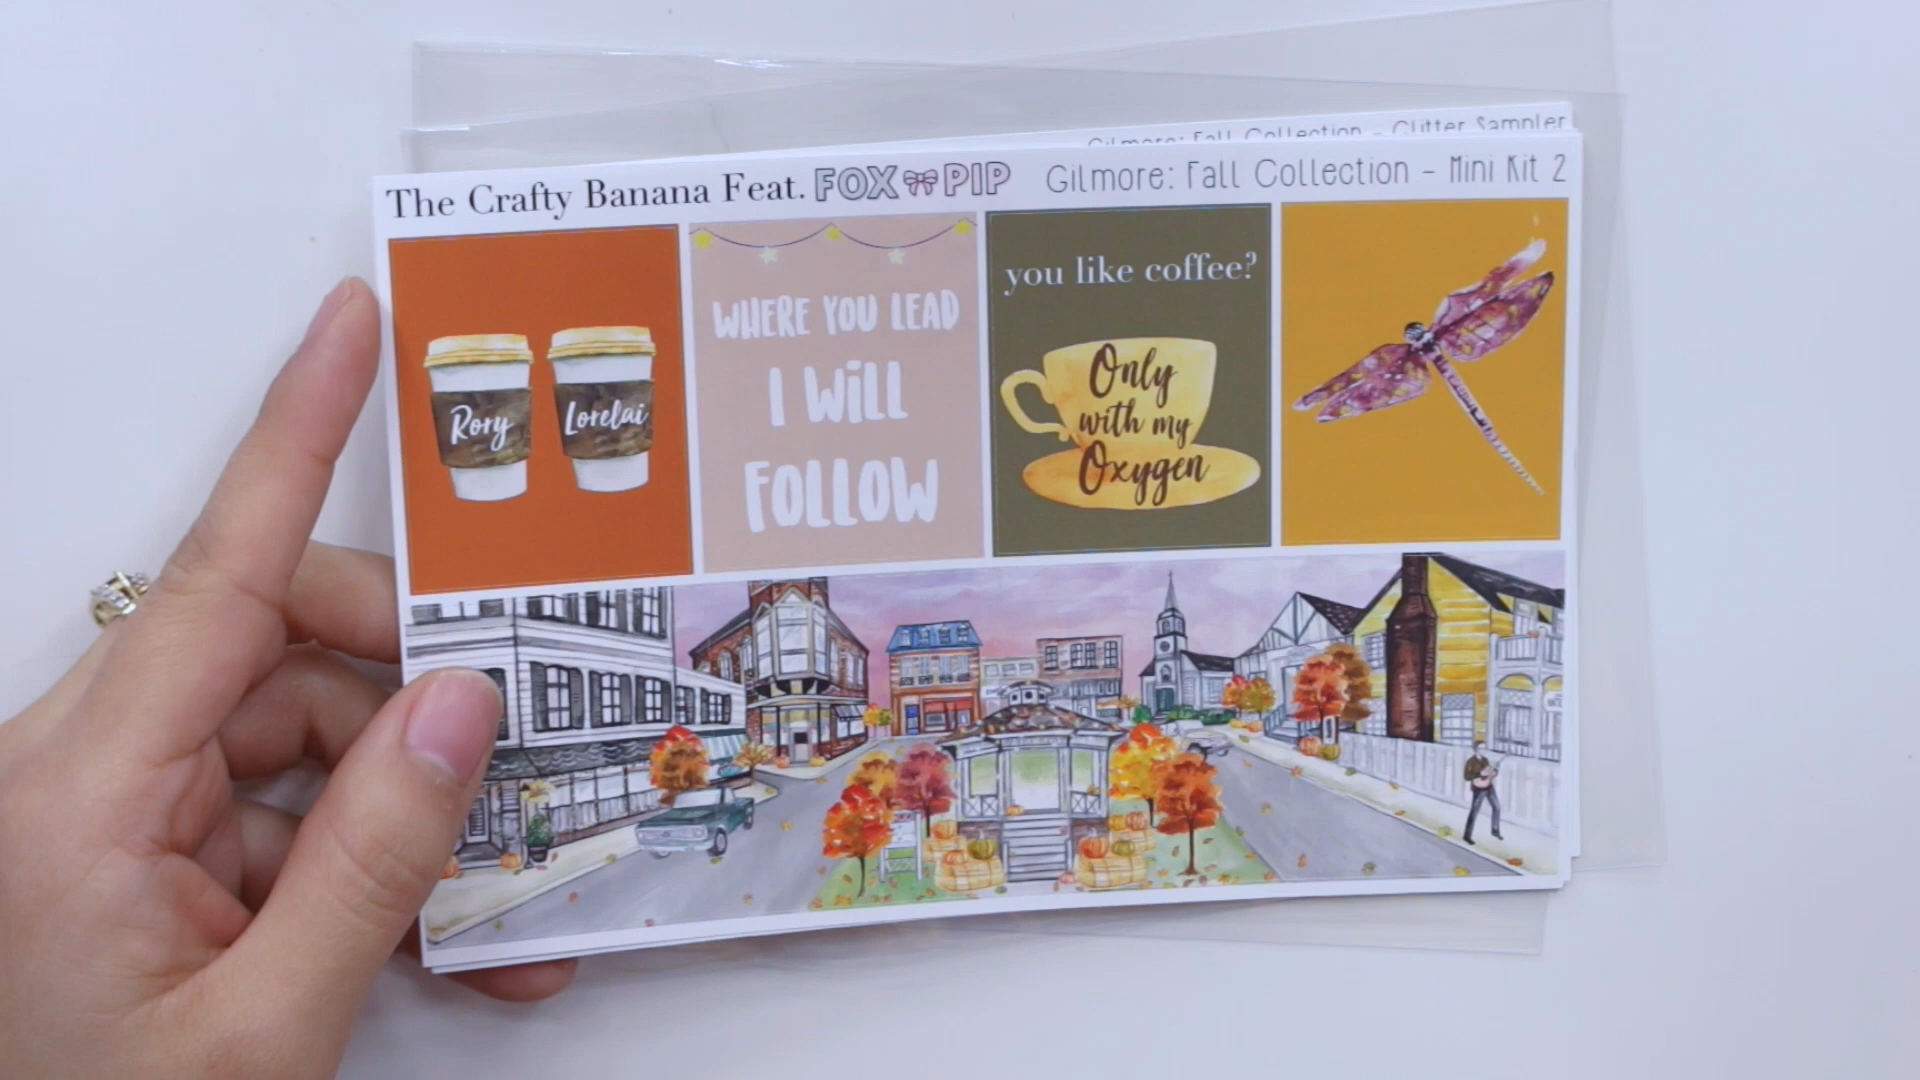 Gilmore: Fall Collection - Glitter Sampler
The Crafty Banana Feat. FOX PIP Gilmore: Fall Collection - Mini Kit 2
Rory
Lorelai
WHERE YOU LEAD
I WILL
FOLLOW
you like coffee?
Only
with my
Oxygen